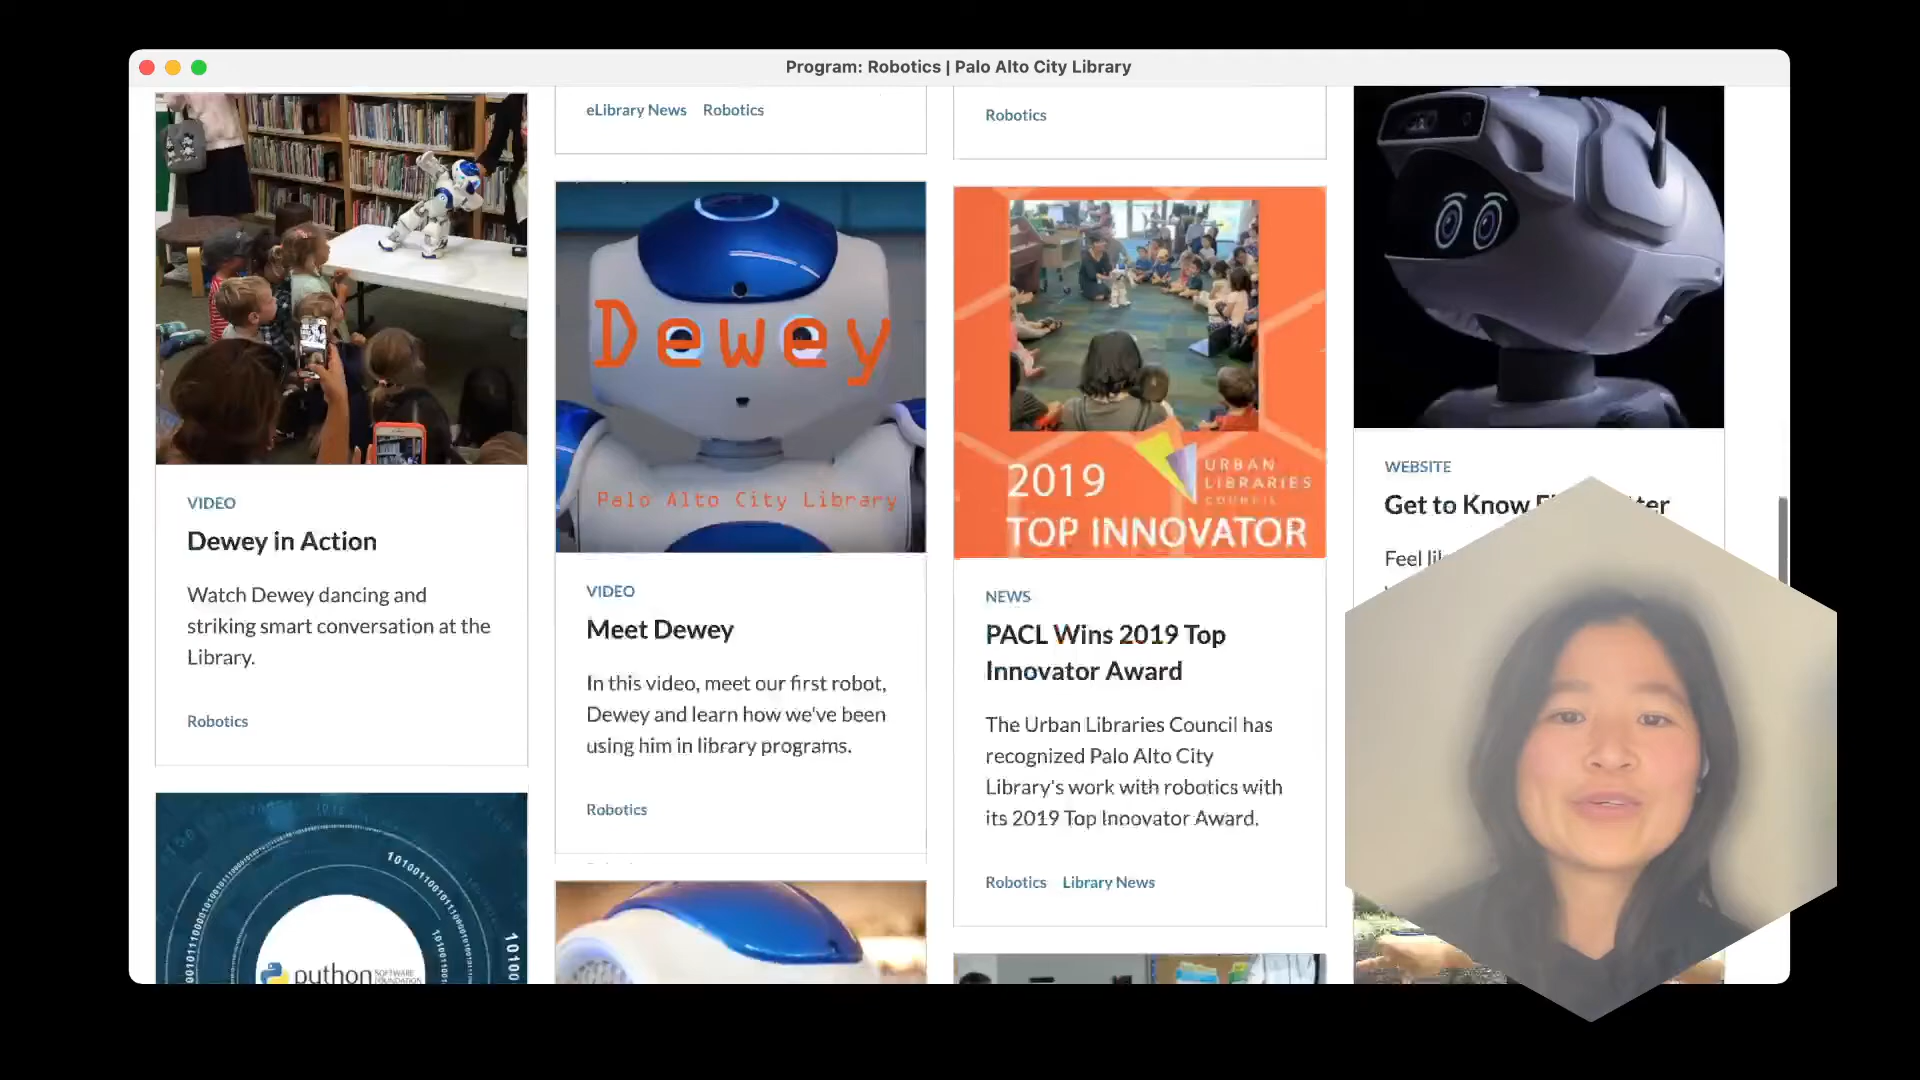 Program: Robotics | Palo Alto City Library
VIDEO
Dewey in Action
Watch Dewey dancing and
striking smart conversation at the
Library.
Robotics
python
SOFTWARE
FOUNDATION
eLibrary News Robotics
Dewey
Palo Alto City Library
VIDEO
Meet Dewey
In this video, meet our first robot,
Dewey and learn how we've been
using him in library programs.
Robotics
Robotics
2019
URBAN
LIBRARIES
COUNCIL
TOP INNOVATOR
NEWS
PACL Wins 2019 Top
Innovator Award
The Urban Libraries Council has
recognized Palo Alto City
Library's work with robotics with
its 2019 Top Innovator Award.
Robotics Library News
WEBSITE
Get to Know
Feel